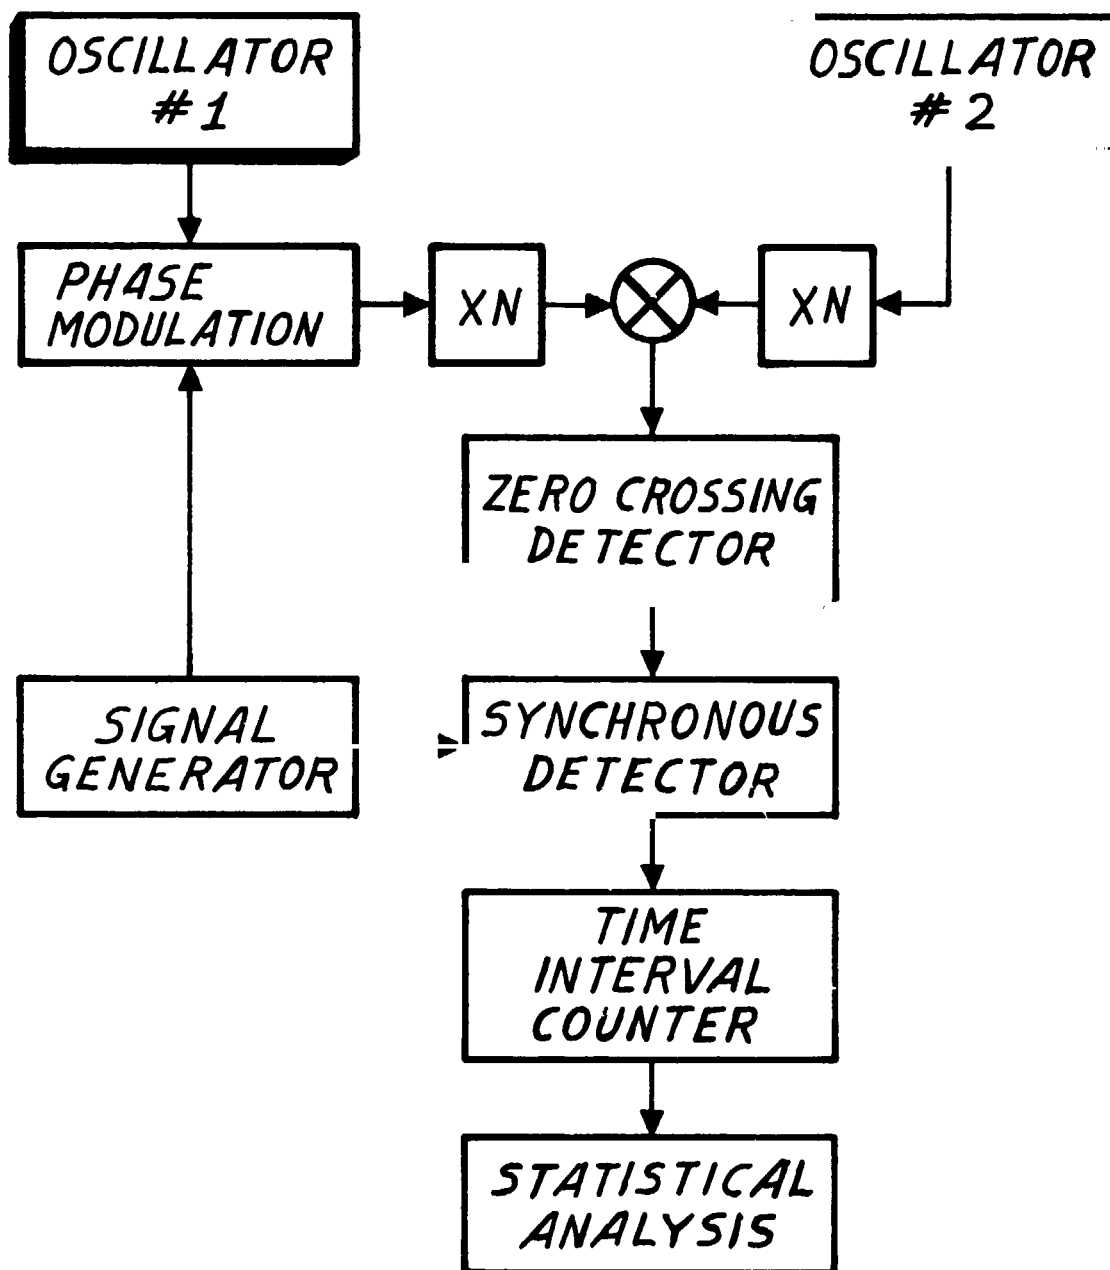 OSCILLATOR
#1
OSCILLATOR
#2
PHASE
MODULATION
XN
XN
ZERO CROSSING
DETECTOR
SIGNAL
GENERATOR
SYNCHRONOUS
DETECTOR
TIME
INTERVAL
COUNTER
STATISTICAL
ANALYSIS